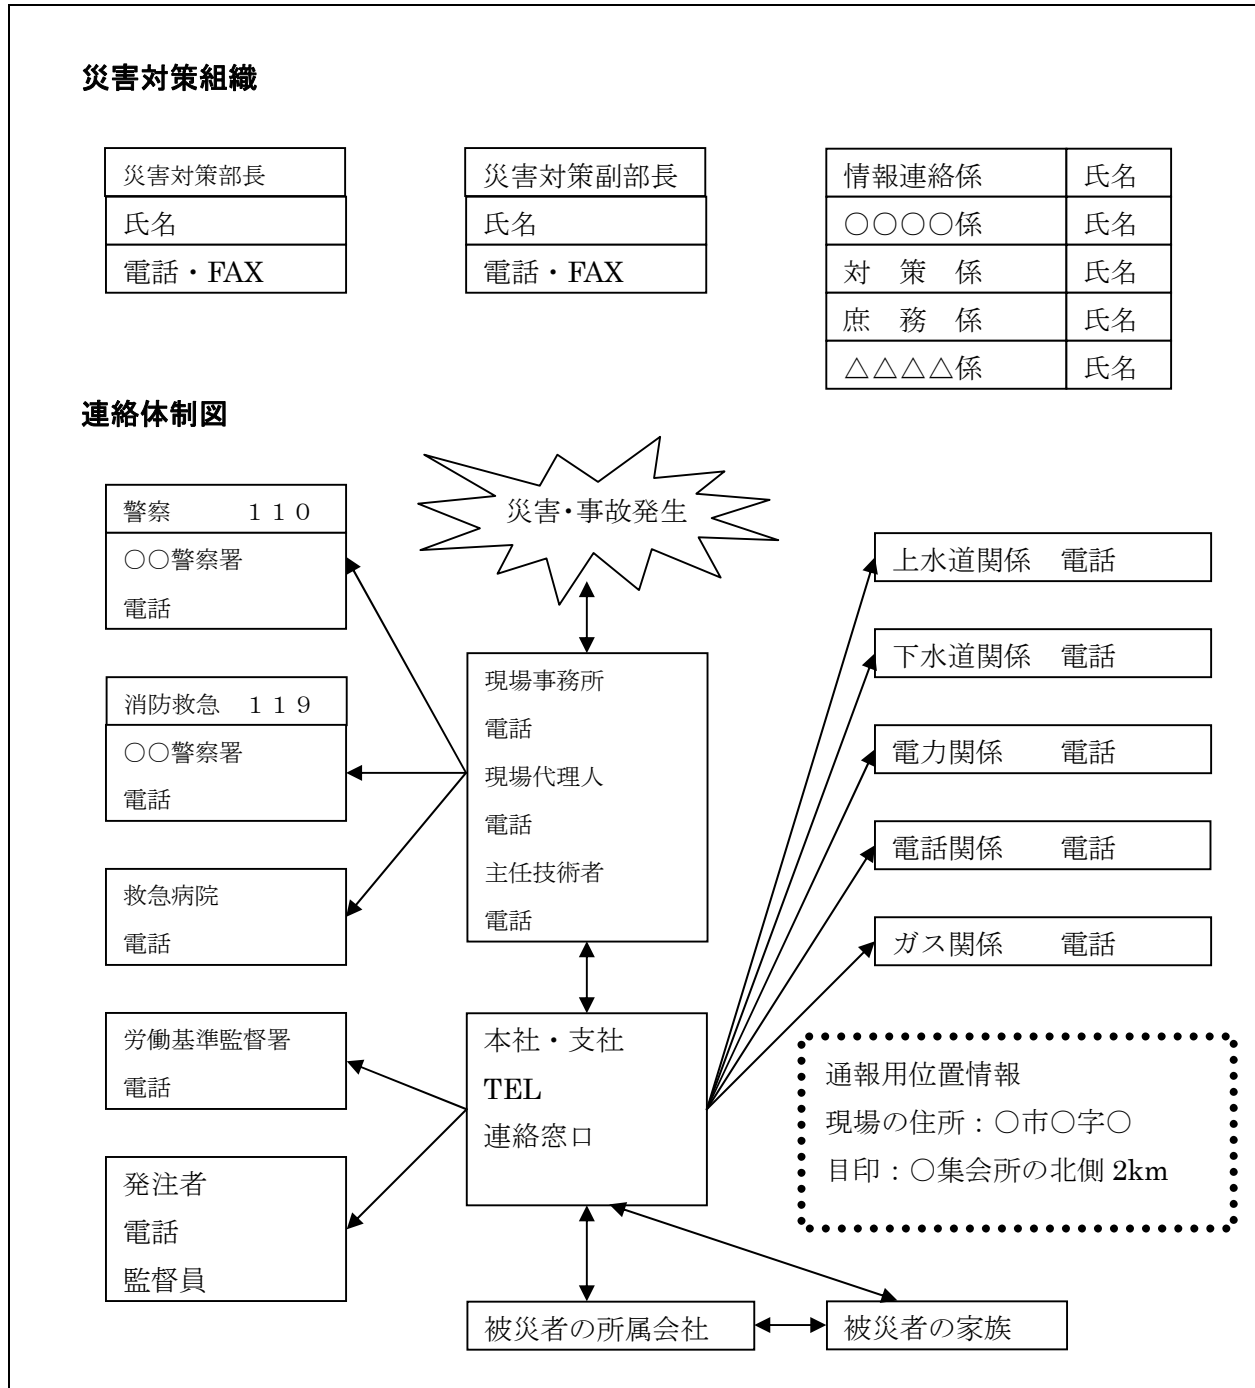 災害対策組織
災害対策部長
氏名
電話・FAX
災害対策副部長
氏名
電話・FAX
情報連絡係 氏名
○○○○係 氏名
対 策 係 氏名
庶 務 係 氏名
△△△△係 氏名
連絡体制図
災害・事故発生
警察 110
○○警察署
電話
消防救急 119
○○警察署
電話
救急病院
電話
労働基準監督署
電話
発注者
電話
監督員
現場事務所
電話
現場代理人
電話
主任技術者
電話
本社・支社
TEL
連絡窓口
上水道関係 電話
下水道関係 電話
電力関係 電話
電話関係 電話
ガス関係 電話
通報用位置情報
現場の住所：○市○字○
目印：○集会所の北側 2km
被災者の所属会社
被災者の家族